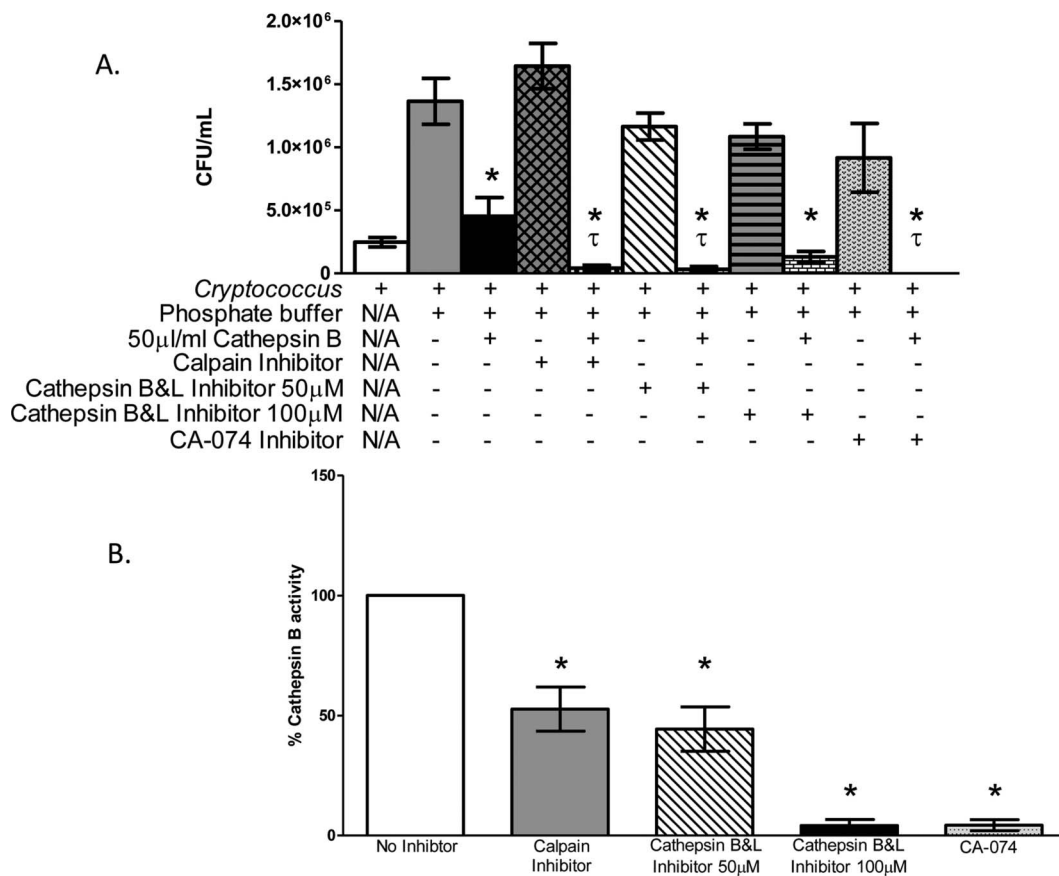 A.
CFU/mL
2.0×10⁶
1.5×10⁶
1.0×10⁶
5.0×10⁵
0
* * * * *
τ τ τ
Cryptococcus + + + + + + + + + +
Phosphate buffer N/A + + + + + + + + + +
50μl/ml Cathepsin B N/A - + - + - + - + - +
Calpain Inhibitor N/A - - + + - - - - - -
Cathepsin B&L Inhibitor 50μM N/A - - - - + + - - - -
Cathepsin B&L Inhibitor 100μM N/A - - - - - - + + - -
CA-074 Inhibitor N/A - - - - - - - - + +
B.
% Cathepsin B activity
150
100
50
0
* * * *
No Inhibtor
Calpain
Inhibitor
Cathepsin B&L
Inhibitor 50μM
Cathepsin B&L
Inhibitor 100μM
CA-074